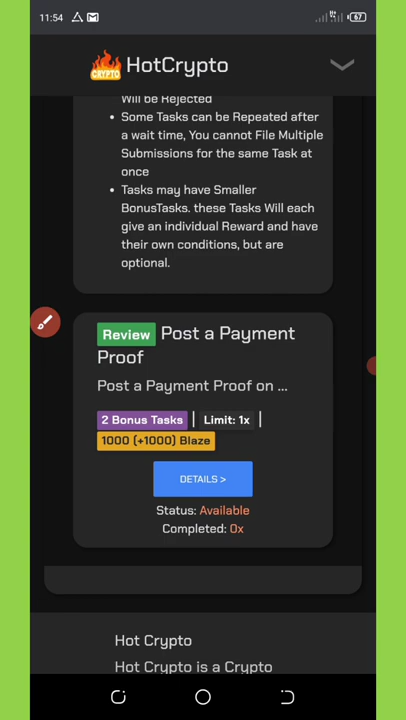 11:54
67
CRYPTO
HotCrypto
Will be Rejected
Some Tasks can be Repeated after
a wait time, You cannot File Multiple
Submissions for the same Task at
once
Tasks may have Smaller
BonusTasks. these Tasks Will each
give an individual Reward and have
their own conditions, but are
optional.
Review Post a Payment
Proof
Post a Payment Proof on ...
2 Bonus Tasks | Limit: 1x |
1000 (+1000) Blaze
DETAILS >
Status: Available
Completed: 0x
Hot Crypto
Hot Crypto is a Crypto